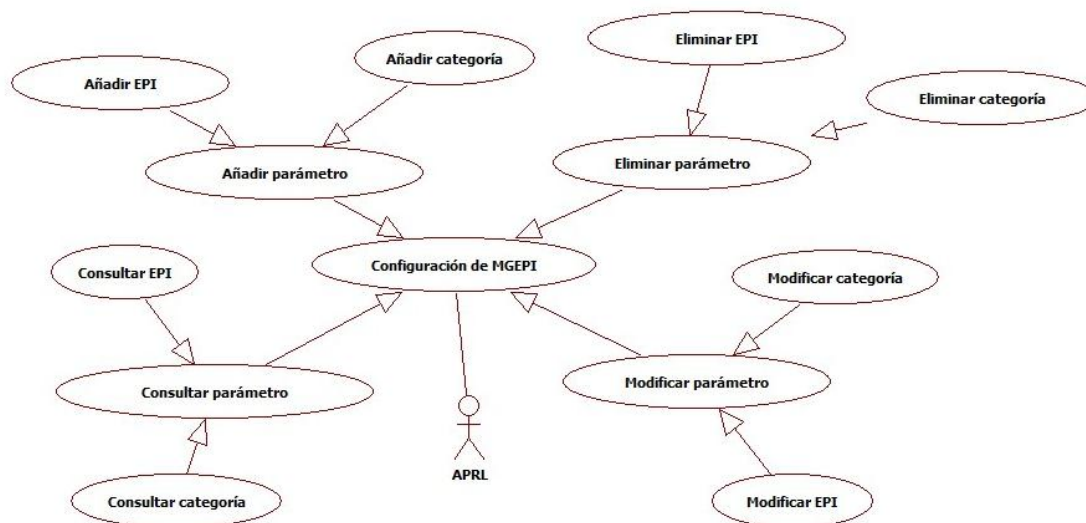 Eliminar EPI
Añadir categoría
Añadir EPI
Eliminar categoría
Añadir parámetro
Eliminar parámetro
Configuración de MGEPI
Consultar EPI
Modificar categoría
Consultar parámetro
Modificar parámetro
APRL
Consultar categoría
Modificar EPI